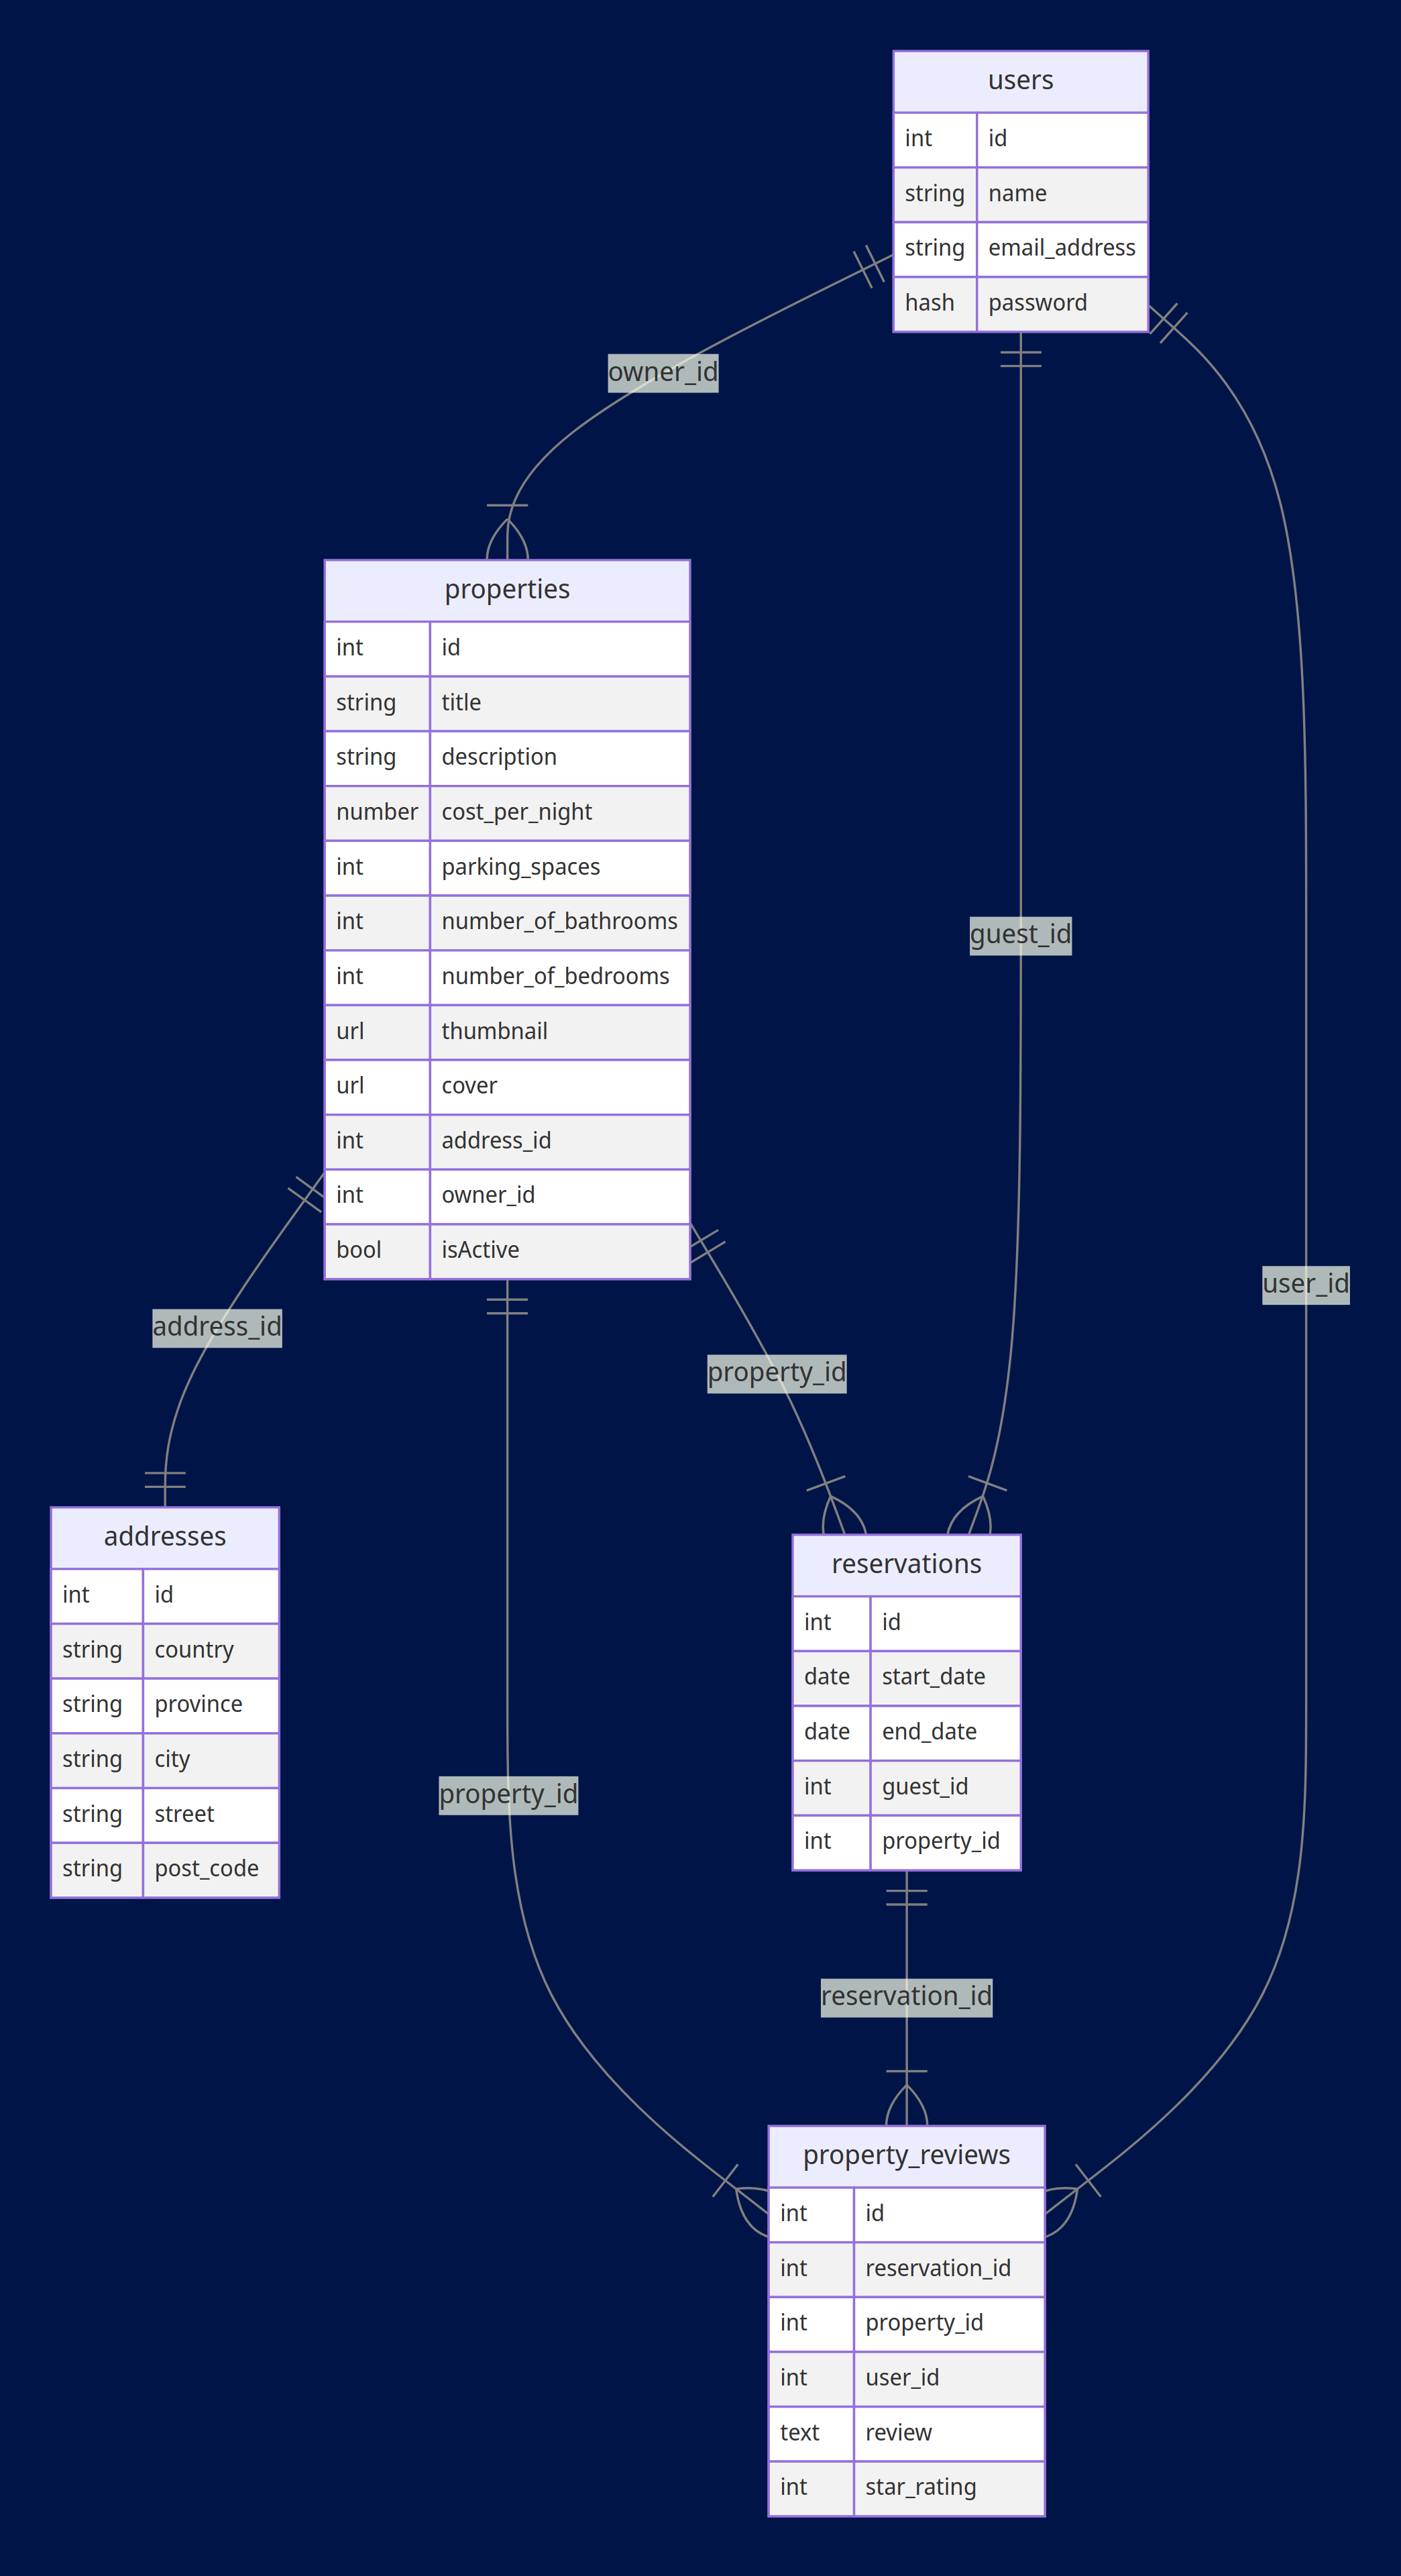 users
int id
string name
string email_address
hash password
owner_id
properties
int id
string title
string description
number cost_per_night
int parking_spaces
int number_of_bathrooms
int number_of_bedrooms
url thumbnail
url cover
int address_id
int owner_id
bool isActive
guest_id
user_id
address_id
property_id
addresses
int id
string country
string province
string city
string street
string post_code
reservations
int id
date start_date
date end_date
int guest_id
int property_id
property_id
reservation_id
property_reviews
int id
int reservation_id
int property_id
int user_id
text review
int star_rating